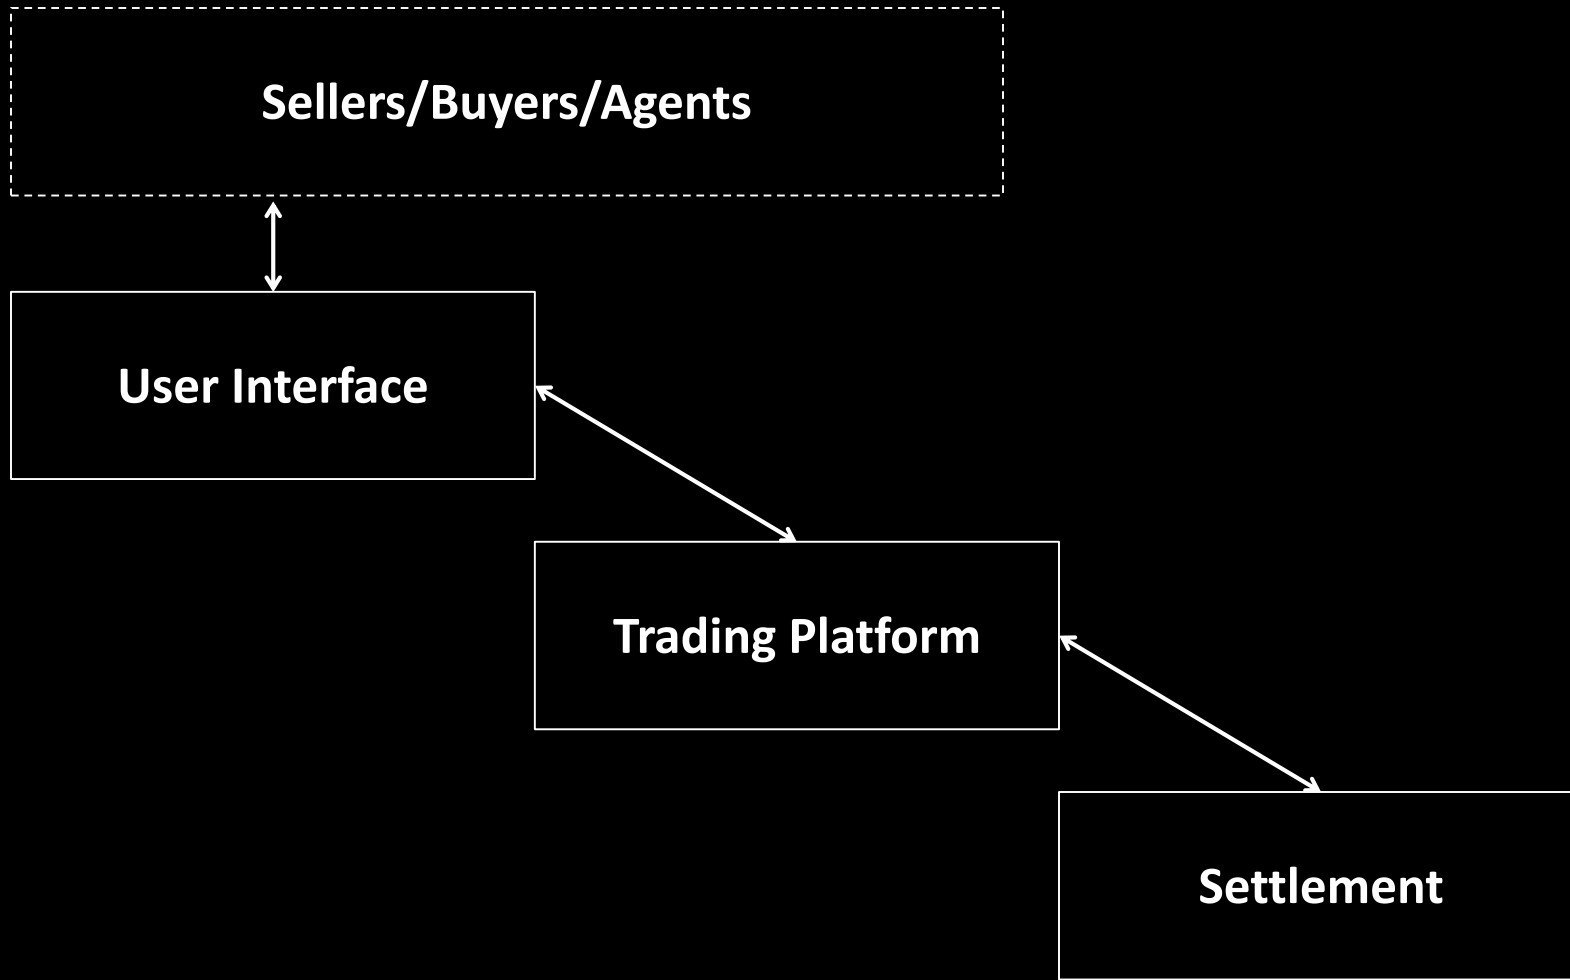 Sellers/Buyers/Agents
User Interface
Trading Platform
Settlement